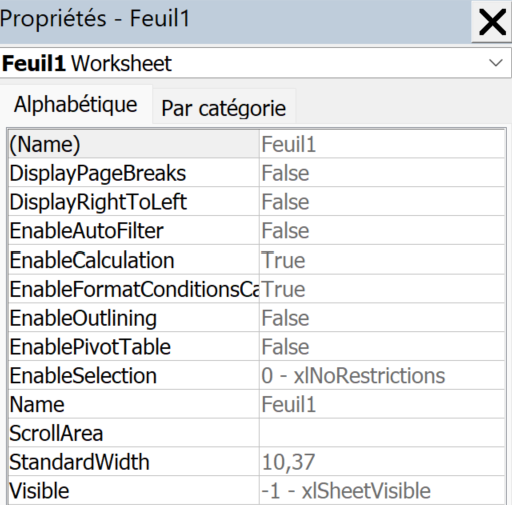 Propriétés - Feuil1
Feuil1 Worksheet
Alphabétique Par catégorie
(Name) Feuil1
DisplayPageBreaks False
DisplayRightToLeft False
EnableAutoFilter False
EnableCalculation True
EnableFormatConditionsCa True
EnableOutlining False
EnablePivotTable False
EnableSelection 0 - xlNoRestrictions
Name Feuil1
ScrollArea
StandardWidth 10,37
Visible -1 - xlSheetVisible